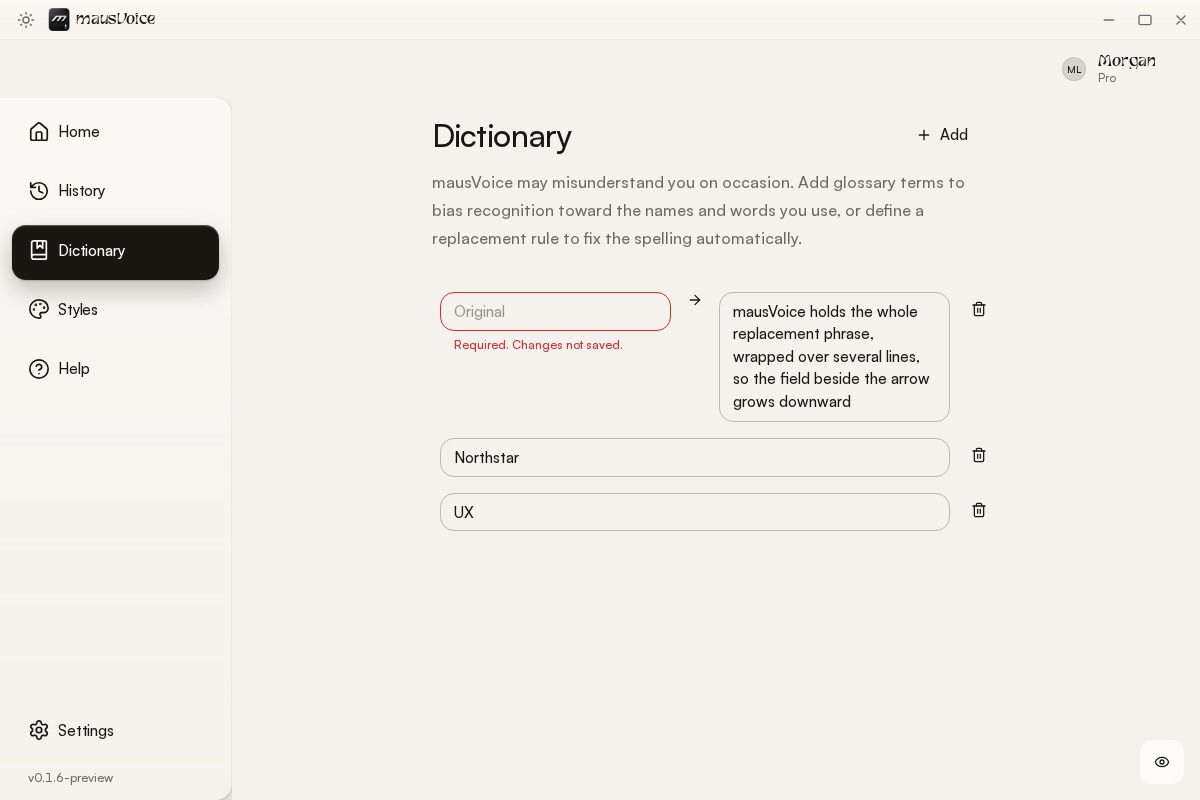 mausVoice
ML
Morgan
Pro
Home
History
Dictionary
Styles
Help
Settings
v0.1.6-preview
Dictionary
Add
mausVoice may misunderstand you on occasion. Add glossary terms to
bias recognition toward the names and words you use, or define a
replacement rule to fix the spelling automatically.
Original
Required. Changes not saved.
mausVoice holds the whole
replacement phrase,
wrapped over several lines,
so the field beside the arrow
grows downward
Northstar
UX